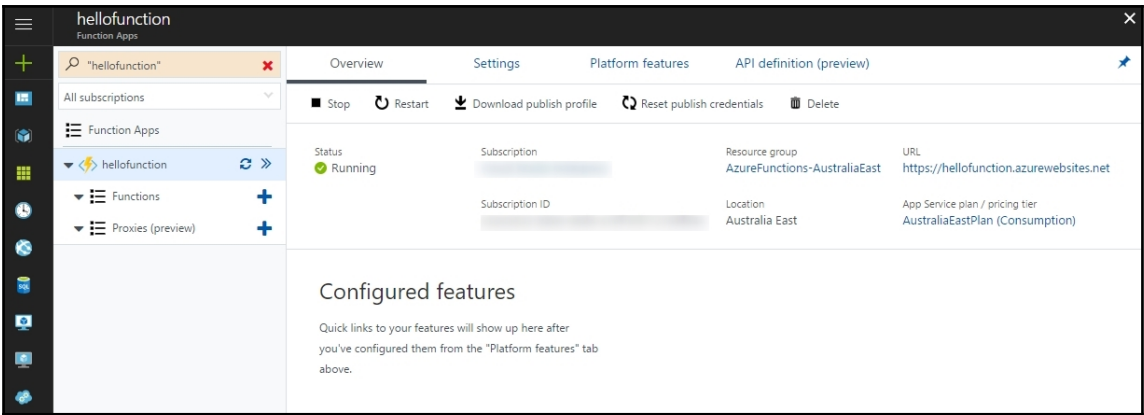 hellofunction
Function Apps
"hellofunction"
All subscriptions
Function Apps
hellofunction
Functions
Proxies (preview)
Overview Settings Platform features API definition (preview)
Stop Restart Download publish profile Reset publish credentials Delete
Status Subscription Resource group URL
Running AzureFunctions-AustraliaEast https://hellofunction.azurewebsites.net
Subscription ID Location App Service plan / pricing tier
Australia East AustraliaEastPlan (Consumption)
Configured features
Quick links to your features will show up here after
you've configured them from the "Platform features" tab
above.